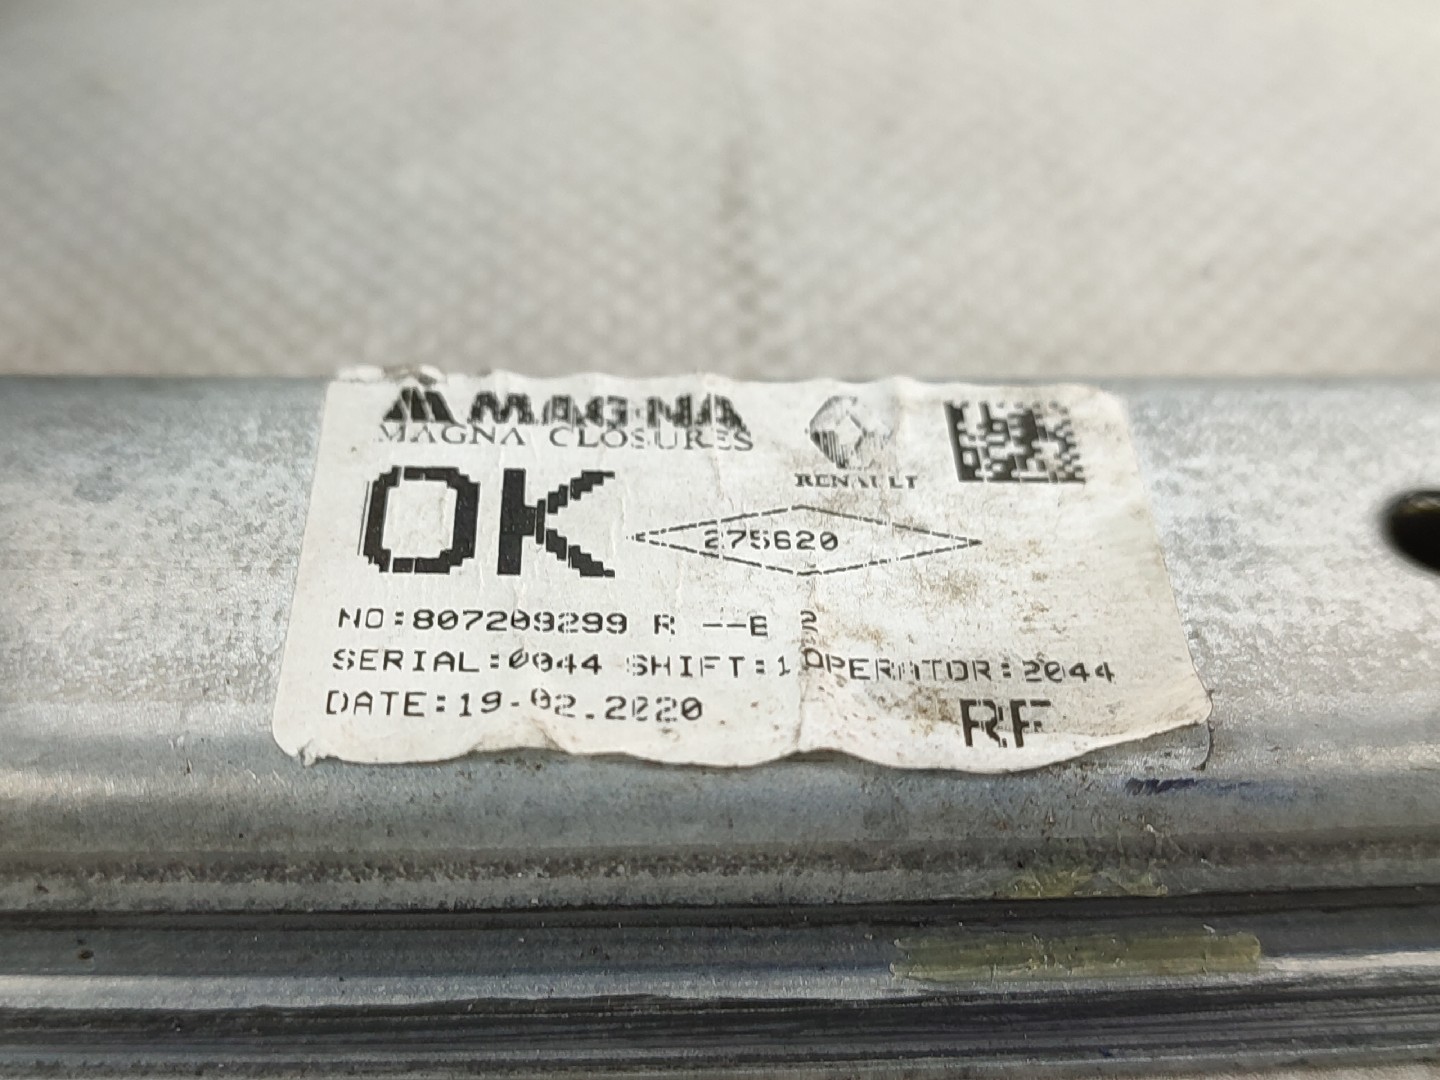 MAGNA
MAGNA CLOSURES
RENAULT
OK
275620
NO:807209299 R --E 2
SERIAL:0044 SHIFT:1 OPERATOR:2044
DATE:19-02.2020
RF